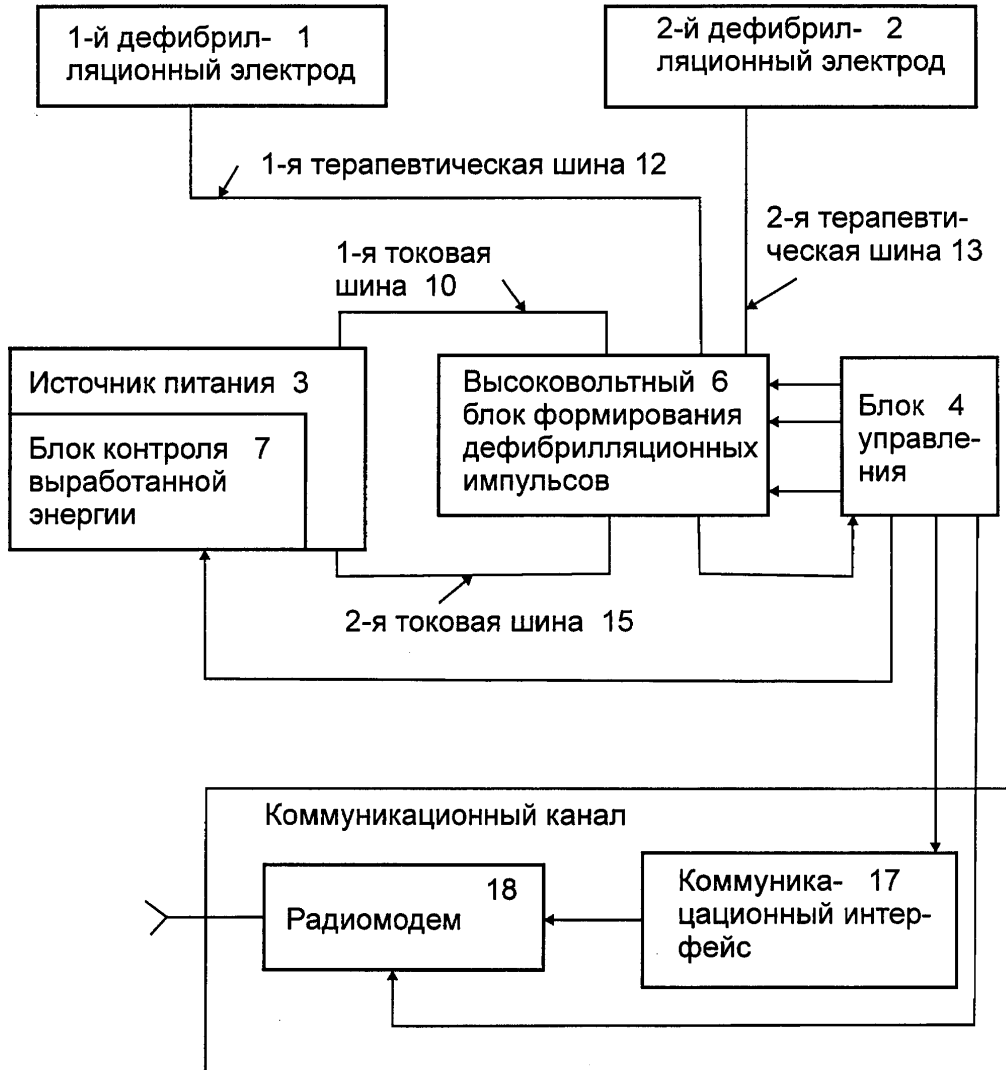 1-й дефибрил- 1
ляционный электрод
2-й дефибрил- 2
ляционный электрод
1-я терапевтическая шина 12
2-я терапевти-
ческая шина 13
1-я токовая
шина 10
Источник питания 3
Блок контроля 7
выработанной
энергии
Высоковольтный 6
блок формирования
дефибрилляционных
импульсов
Блок 4
управле-
ния
2-я токовая шина 15
Коммуникационный канал
18
Радиомодем
Коммуника- 17
цационный интер-
фейс